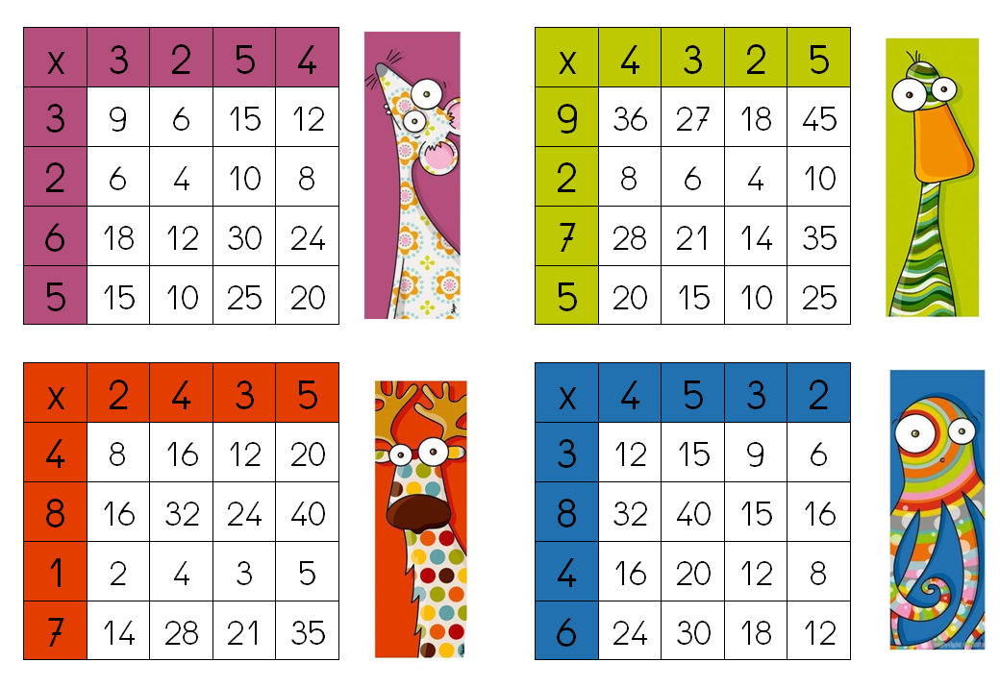 x 3 2 5 4
3 9 6 15 12
2 6 4 10 8
6 18 12 30 24
5 15 10 25 20
x 4 3 2 5
9 36 27 18 45
2 8 6 4 10
7 28 21 14 35
5 20 15 10 25
x 2 4 3 5
4 8 16 12 20
8 16 32 24 40
1 2 4 3 5
7 14 28 21 35
x 4 5 3 2
3 12 15 9 6
8 32 40 15 16
4 16 20 12 8
6 24 30 18 12